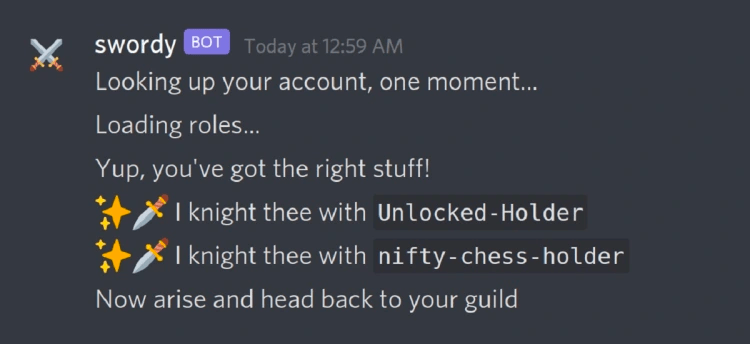 swordy BOT Today at 12:59 AM
Looking up your account, one moment...
Loading roles...
Yup, you've got the right stuff!
✨🗡️ I knight thee with Unlocked-Holder
✨🗡️ I knight thee with nifty-chess-holder
Now arise and head back to your guild